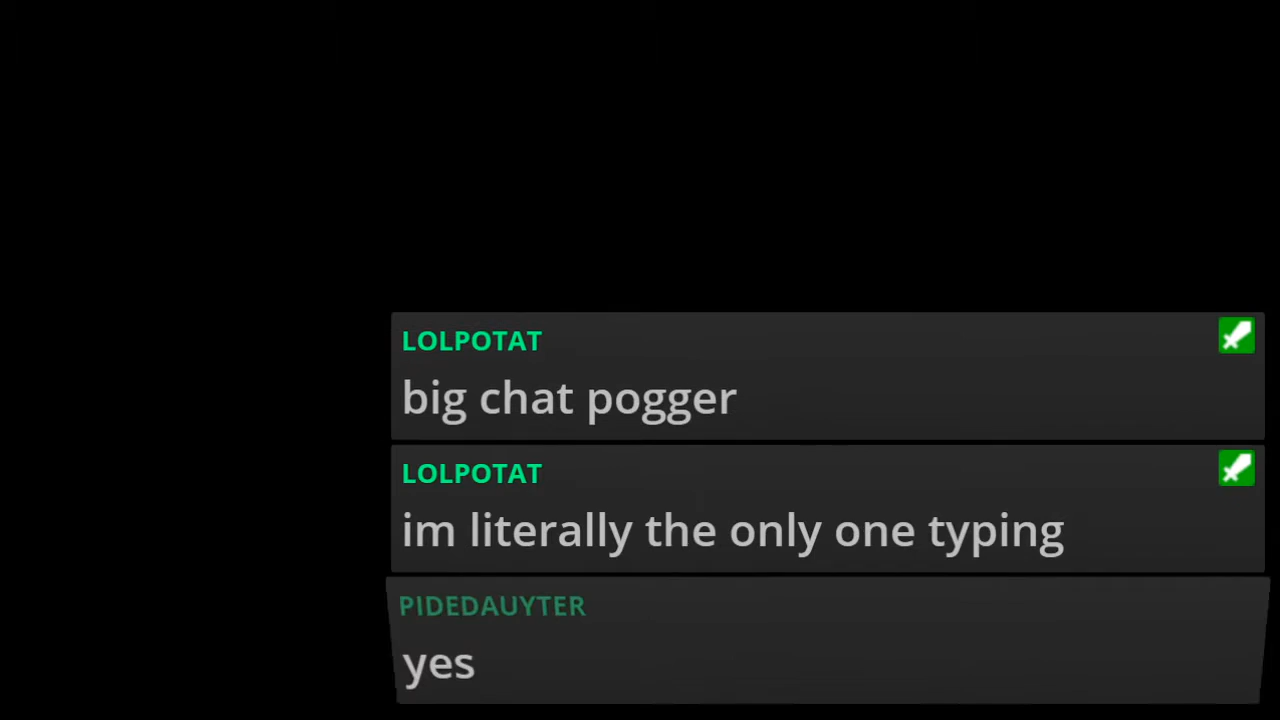 LOLPOTAT
big chat pogger
LOLPOTAT
im literally the only one typing
PIDEDAUYTER
yes